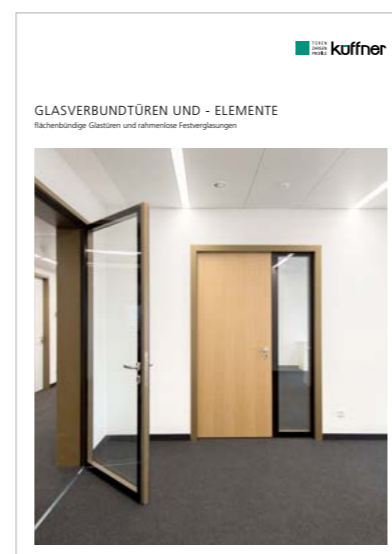 TÜREN
ZARGEN
PROFILE
küffner
GLASVERBUNDTÜREN UND - ELEMENTE
flächenbündige Glastüren und rahmenlose Festverglasungen